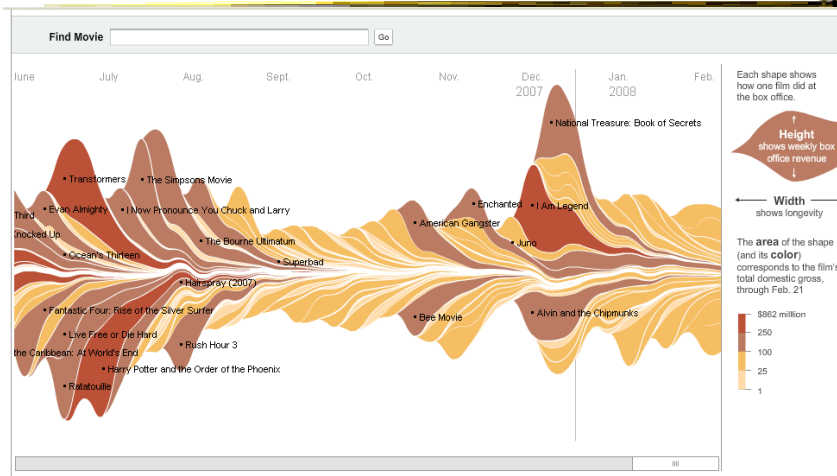 Find Movie
Go
June July Aug. Sept. Oct. Nov. Dec. Jan. Feb.
2007 2008
National Treasure: Book of Secrets
Transformers
The Simpsons Movie
Even Almighty
I Now Pronounce You Chuck and Larry
Enchanted
I Am Legend
Third
American Gangster
Knocked Up
The Bourne Ultimatum
Juno
Ocean's Thirteen
Superbad
Hairspray (2007)
Fantastic Four: Rise of the Silver Surfer
Bee Movie
Alvin and the Chipmunks
Live Free or Die Hard
Rush Hour 3
the Caribbean: At World's End
Harry Potter and the Order of the Phoenix
Ratatouille
Each shape shows
how one film did at
the box office.
Height
shows weekly box
office revenue
Width
shows longevity
The area of the shape
(and its color)
corresponds to the film's
total domestic gross,
through Feb. 21
$862 million
250
100
25
1